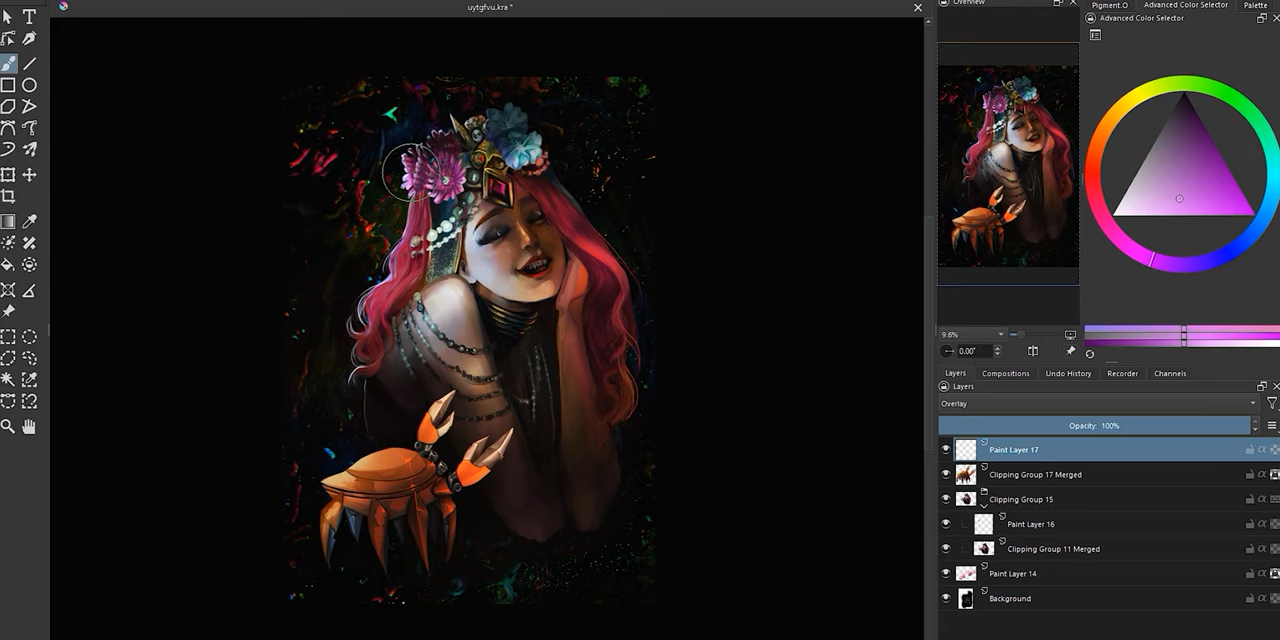 uytgfvu.kra *
Overview
Pigment.O
Advanced Color Selector
Palette
Advanced Color Selector
9.6%
0.00°
Layers
Compositions
Undo History
Recorder
Channels
Layers
Overlay
Opacity: 100%
Paint Layer 17
Clipping Group 17 Merged
Clipping Group 15
Paint Layer 16
Clipping Group 11 Merged
Paint Layer 14
Background